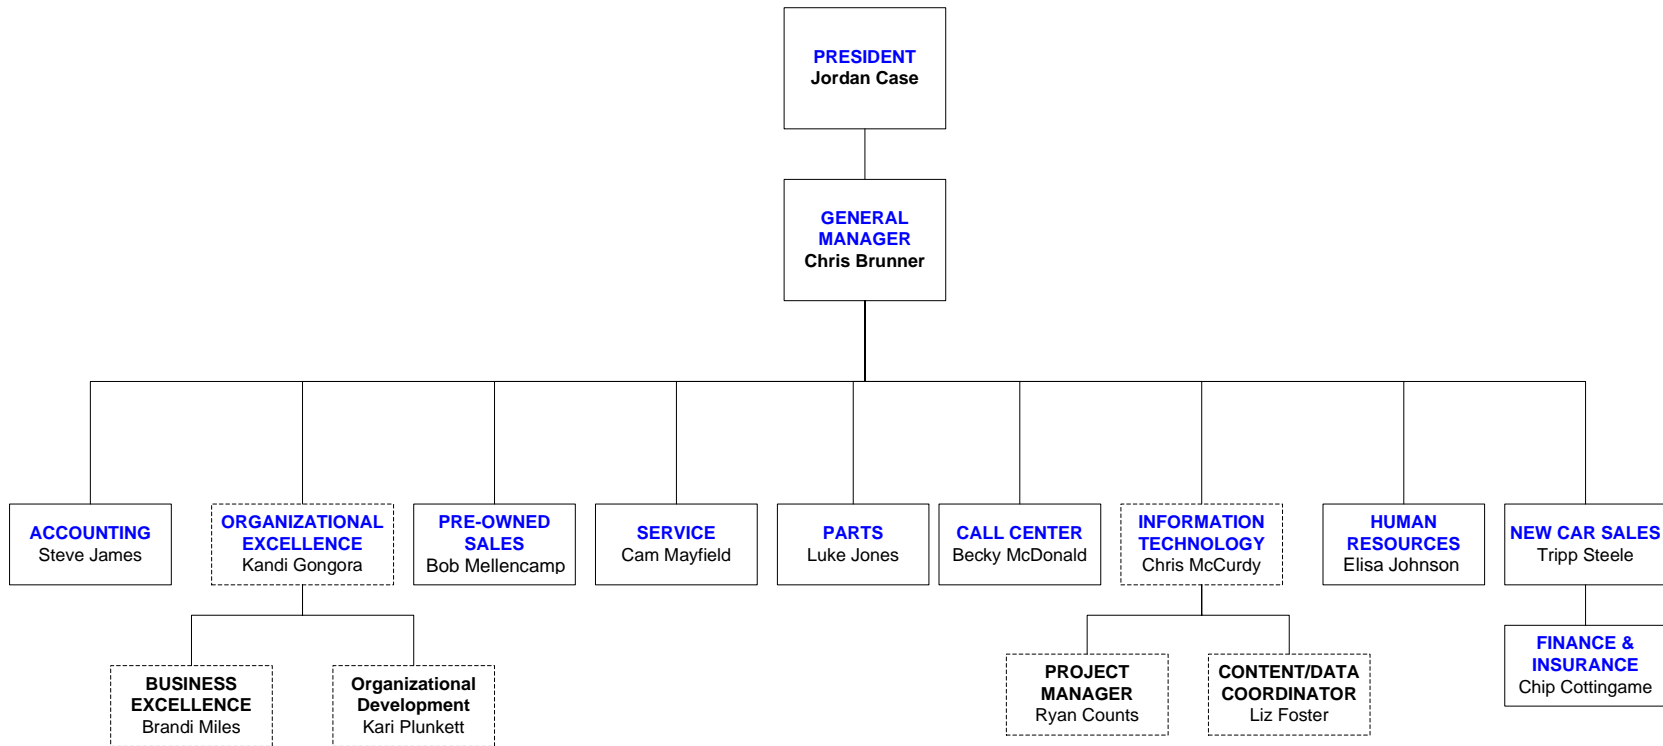 PRESIDENT
Jordan Case
GENERAL
MANAGER
Chris Brunner
ACCOUNTING
Steve James
ORGANIZATIONAL
EXCELLENCE
Kandi Gongora
PRE-OWNED
SALES
Bob Mellencamp
SERVICE
Cam Mayfield
PARTS
Luke Jones
CALL CENTER
Becky McDonald
INFORMATION
TECHNOLOGY
Chris McCurdy
HUMAN
RESOURCES
Elisa Johnson
NEW CAR SALES
Tripp Steele
BUSINESS
EXCELLENCE
Brandi Miles
Organizational
Development
Kari Plunkett
PROJECT
MANAGER
Ryan Counts
CONTENT/DATA
COORDINATOR
Liz Foster
FINANCE &
INSURANCE
Chip Cottingame